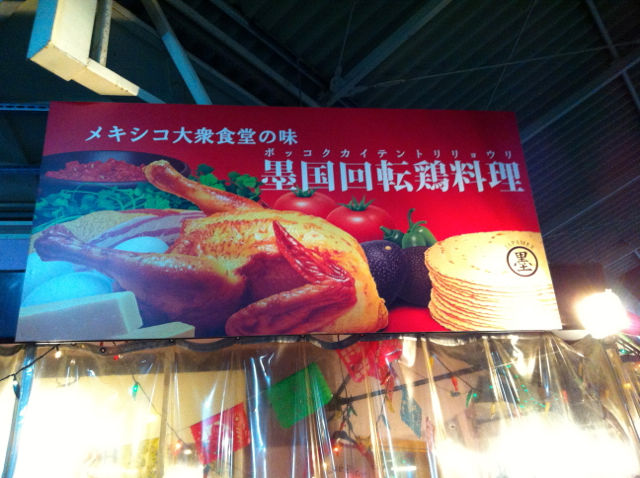 メキシコ大衆食堂の味
ボッコクカイテントリリョウリ
墨国回転鶏料理
墨